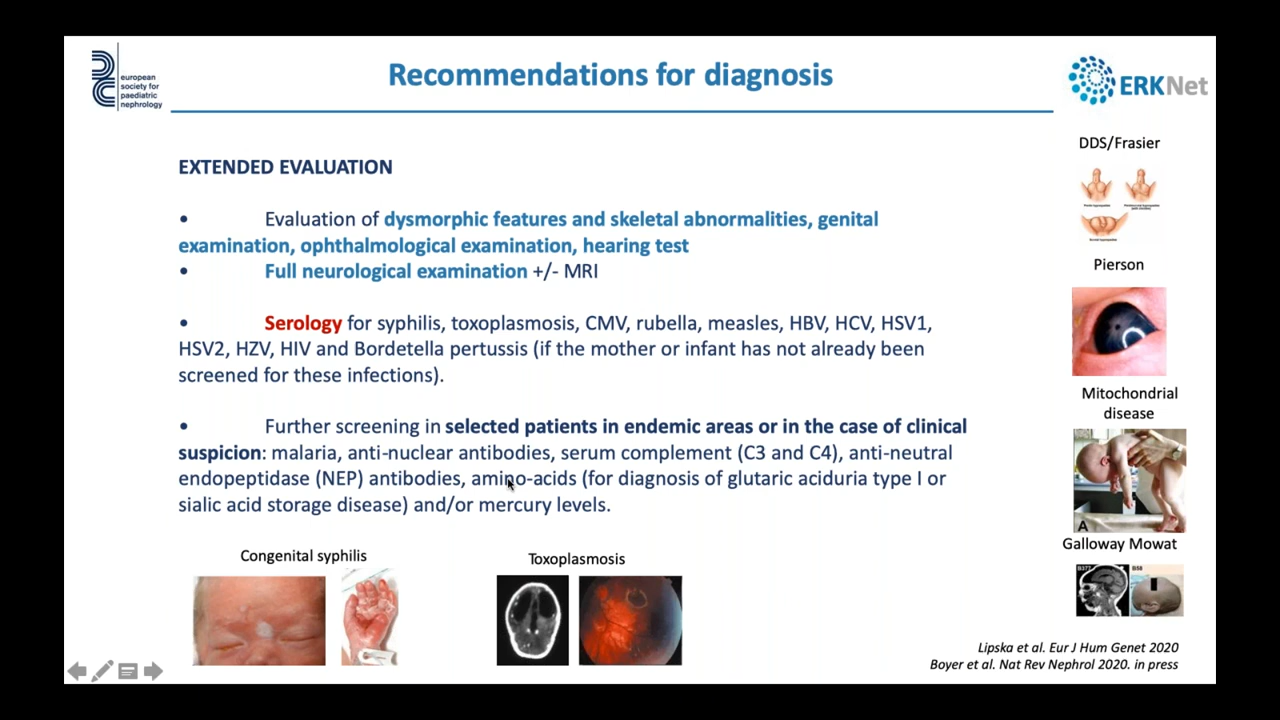 Recommendations for diagnosis
european
society for
paediatric
nephrology
ERKNet
EXTENDED EVALUATION
• Evaluation of dysmorphic features and skeletal abnormalities, genital
examination, ophthalmological examination, hearing test
• Full neurological examination +/- MRI
• Serology for syphilis, toxoplasmosis, CMV, rubella, measles, HBV, HCV, HSV1,
HSV2, HZV, HIV and Bordetella pertussis (if the mother or infant has not already been
screened for these infections).
• Further screening in selected patients in endemic areas or in the case of clinical
suspicion: malaria, anti-nuclear antibodies, serum complement (C3 and C4), anti-neutral
endopeptidase (NEP) antibodies, amino-acids (for diagnosis of glutaric aciduria type I or
sialic acid storage disease) and/or mercury levels.
Congenital syphilis
Toxoplasmosis
DDS/Frasier
Pierson
Mitochondrial
disease
A
Galloway Mowat
B377
B58
Lipska et al. Eur J Hum Genet 2020
Boyer et al. Nat Rev Nephrol 2020. in press